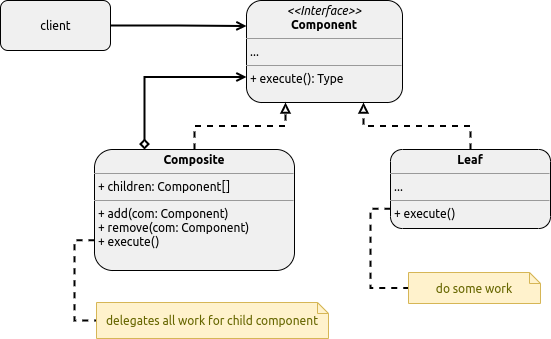 client
<<Interface>>
Component
...
+ execute(): Type
Composite
+ children: Component[]
+ add(com: Component)
+ remove(com: Component)
+ execute()
Leaf
...
+ execute()
do some work
delegates all work for child component